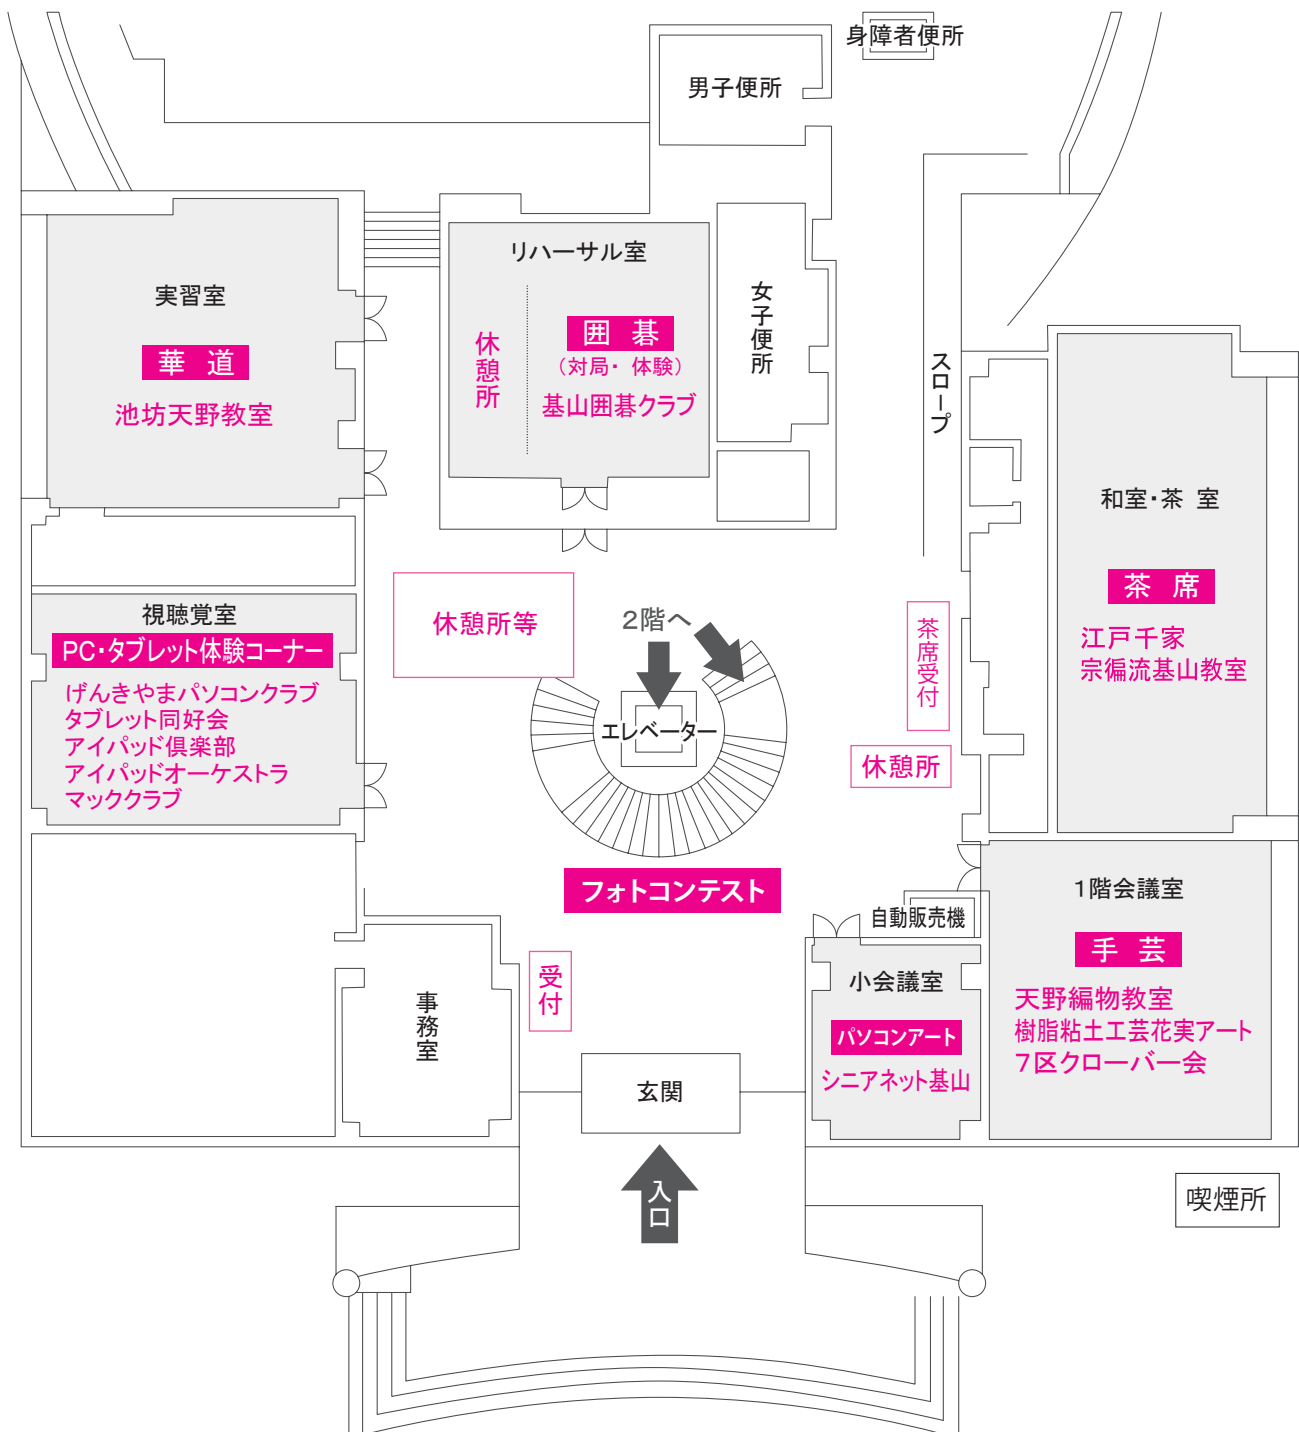 身障者便所
男子便所
リハーサル室
休憩所
囲 碁
（対局・ 体験）
基山囲碁クラブ
女子便所
スロープ
実習室
華 道
池坊天野教室
和室・茶 室
茶 席
江戸千家
宗徧流基山教室
視聴覚室
PC・タブレット体験コーナー
げんきやまパソコンクラブ
タブレット同好会
アイパッド倶楽部
アイパッドオーケストラ
マッククラブ
休憩所等
2階へ
エレベーター
茶席受付
休憩所
フォトコンテスト
自動販売機
1階会議室
手 芸
天野編物教室
樹脂粘土工芸花実アート
7区クローバー会
小会議室
パソコンアート
シニアネット基山
受付
事務室
玄関
入口
喫煙所